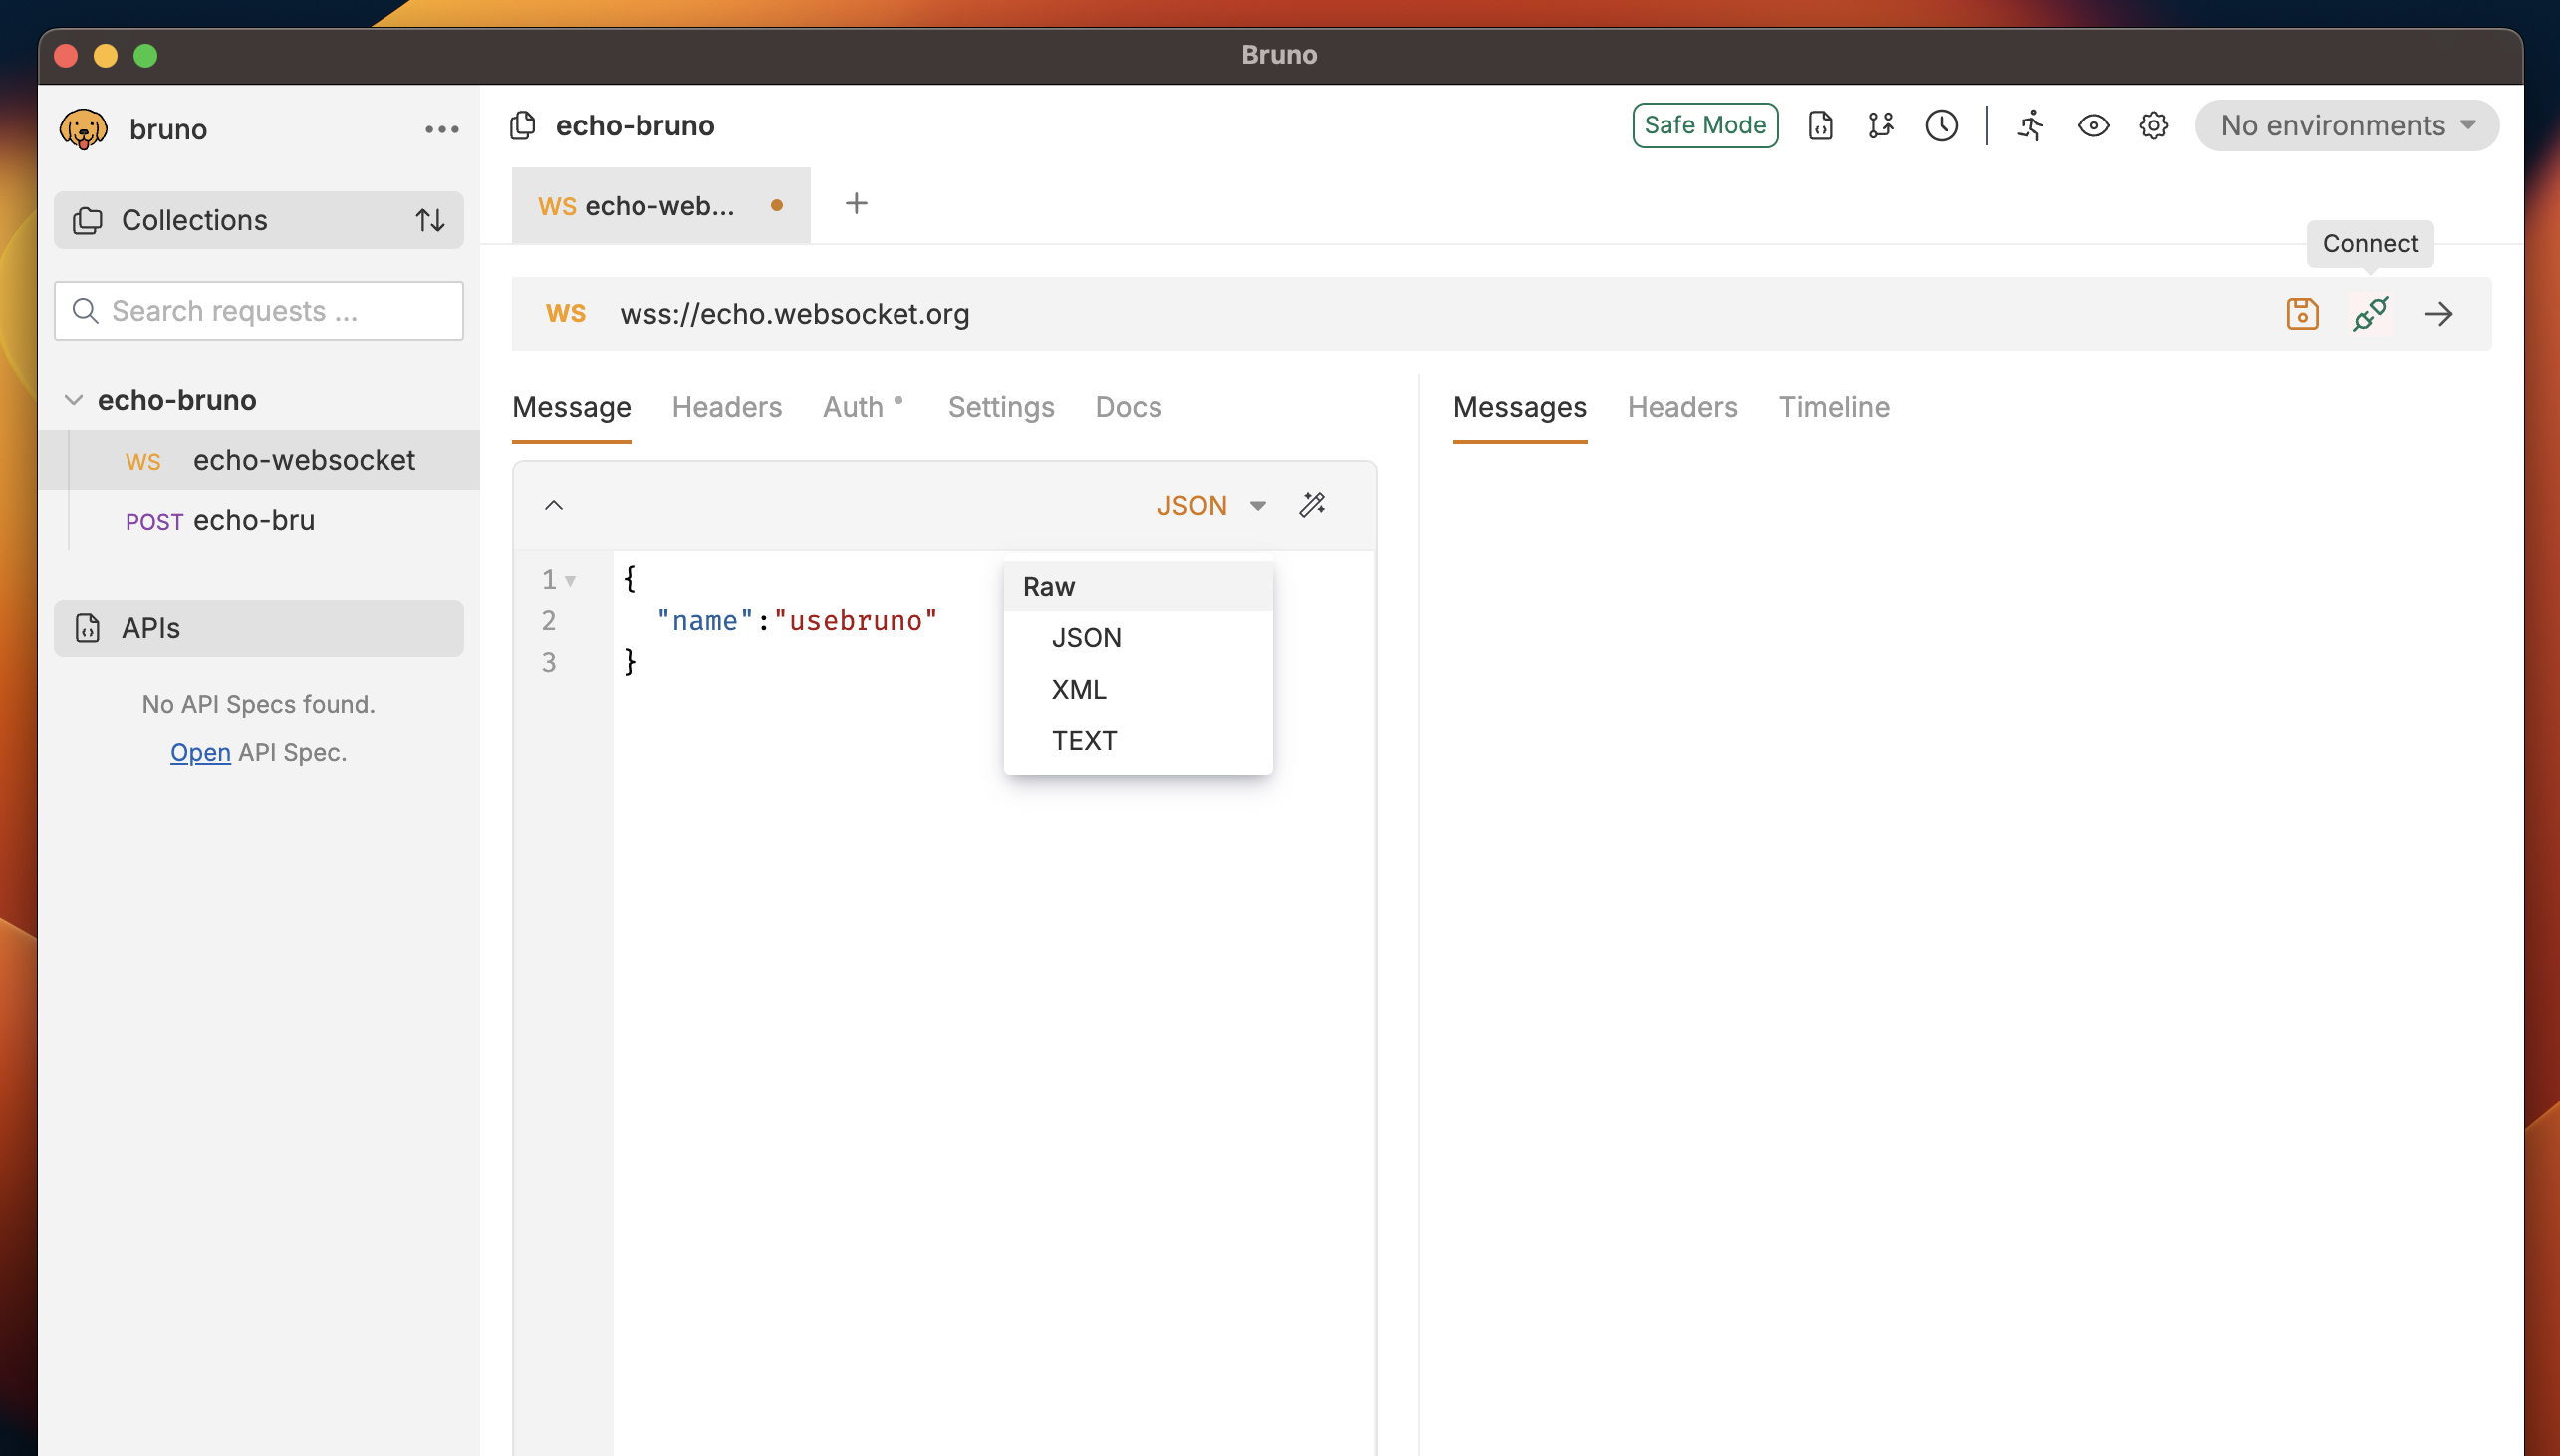 Bruno
bruno
Collections
Search requests ...
echo-bruno
WS echo-websocket
POST echo-bru
APIs
No API Specs found.
Open API Spec.
echo-bruno
Safe Mode
No environments
WS echo-web...
Connect
WS wss://echo.websocket.org
Message Headers Auth Settings Docs
JSON
1 {
2 "name":"usebruno"
3 }
Raw
JSON
XML
TEXT
Messages Headers Timeline